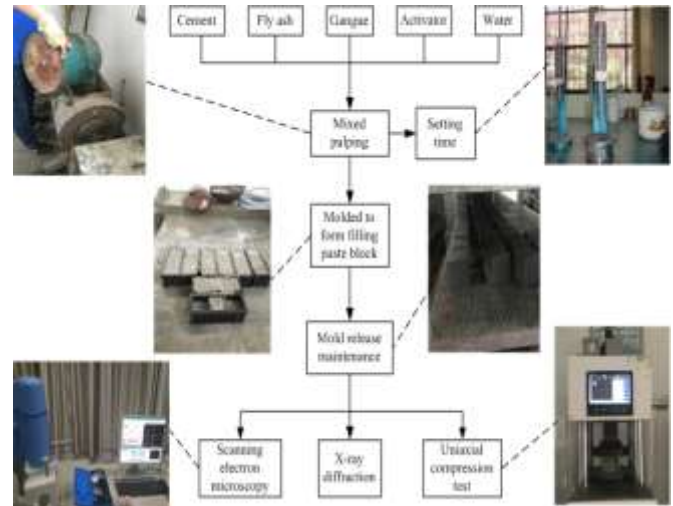 Cement
Fly ash
Gangue
Activator
Water
Mixed
palping
Setting
time
Molded to
form filling
paste block
Mold release
maintenance
Scanning
electron
microscopy
X-ray
diffraction
Uniaxial
compression
test